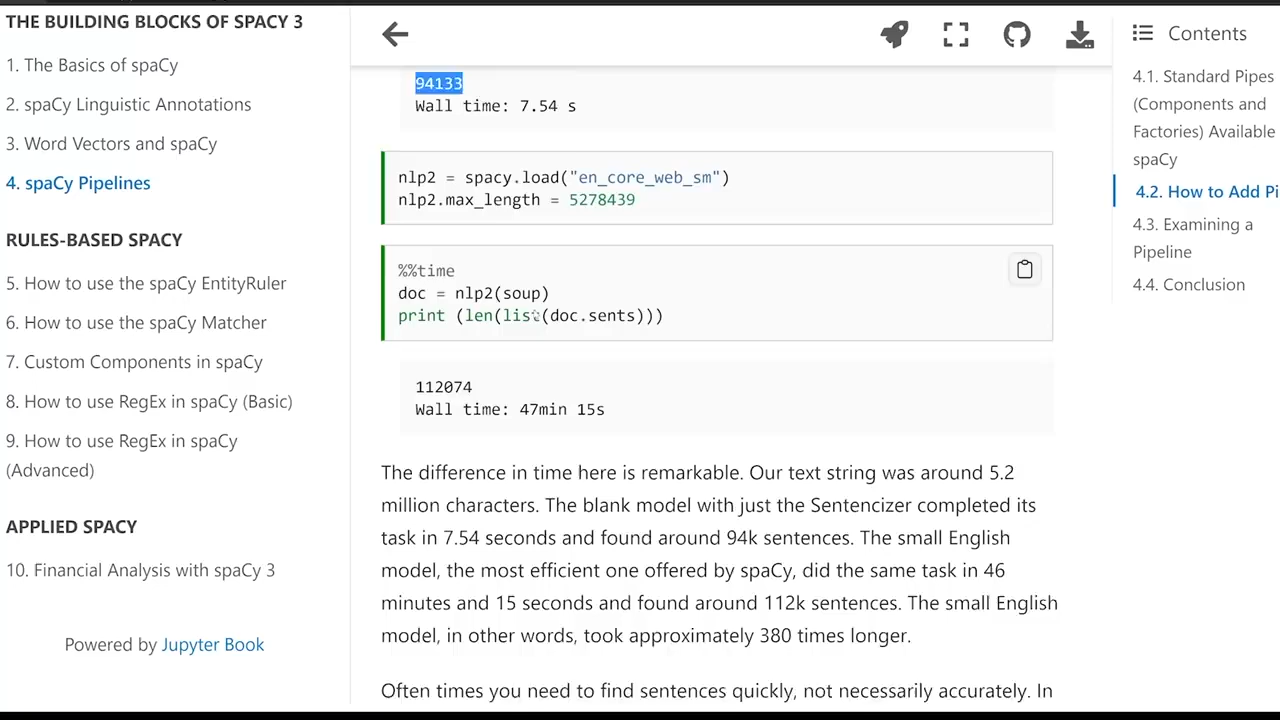 THE BUILDING BLOCKS OF SPACY 3
1. The Basics of spaCy
2. spaCy Linguistic Annotations
3. Word Vectors and spaCy
4. spaCy Pipelines
RULES-BASED SPACY
5. How to use the spaCy EntityRuler
6. How to use the spaCy Matcher
7. Custom Components in spaCy
8. How to use RegEx in spaCy (Basic)
9. How to use RegEx in spaCy
(Advanced)
APPLIED SPACY
10. Financial Analysis with spaCy 3
Powered by Jupyter Book
94133
Wall time: 7.54 s
nlp2 = spacy.load("en_core_web_sm")
nlp2.max_length = 5278439
%%time
doc = nlp2(soup)
print (len(list(doc.sents)))
112074
Wall time: 47min 15s
The difference in time here is remarkable. Our text string was around 5.2
million characters. The blank model with just the Sentencizer completed its
task in 7.54 seconds and found around 94k sentences. The small English
model, the most efficient one offered by spaCy, did the same task in 46
minutes and 15 seconds and found around 112k sentences. The small English
model, in other words, took approximately 380 times longer.
Often times you need to find sentences quickly, not necessarily accurately. In
Contents
4.1. Standard Pipes
(Components and
Factories) Available
spaCy
4.2. How to Add Pi
4.3. Examining a
Pipeline
4.4. Conclusion